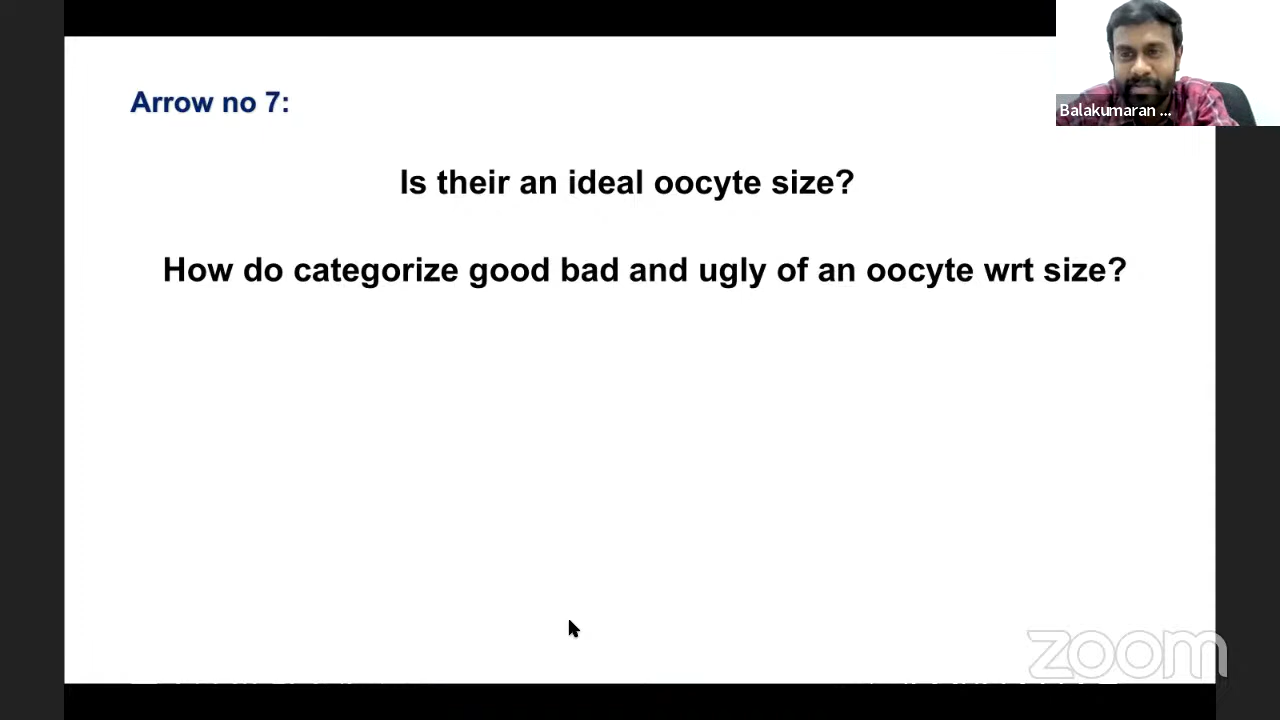 Arrow no 7:
Balakumaran ...
Is their an ideal oocyte size?
How do categorize good bad and ugly of an oocyte wrt size?
zoom